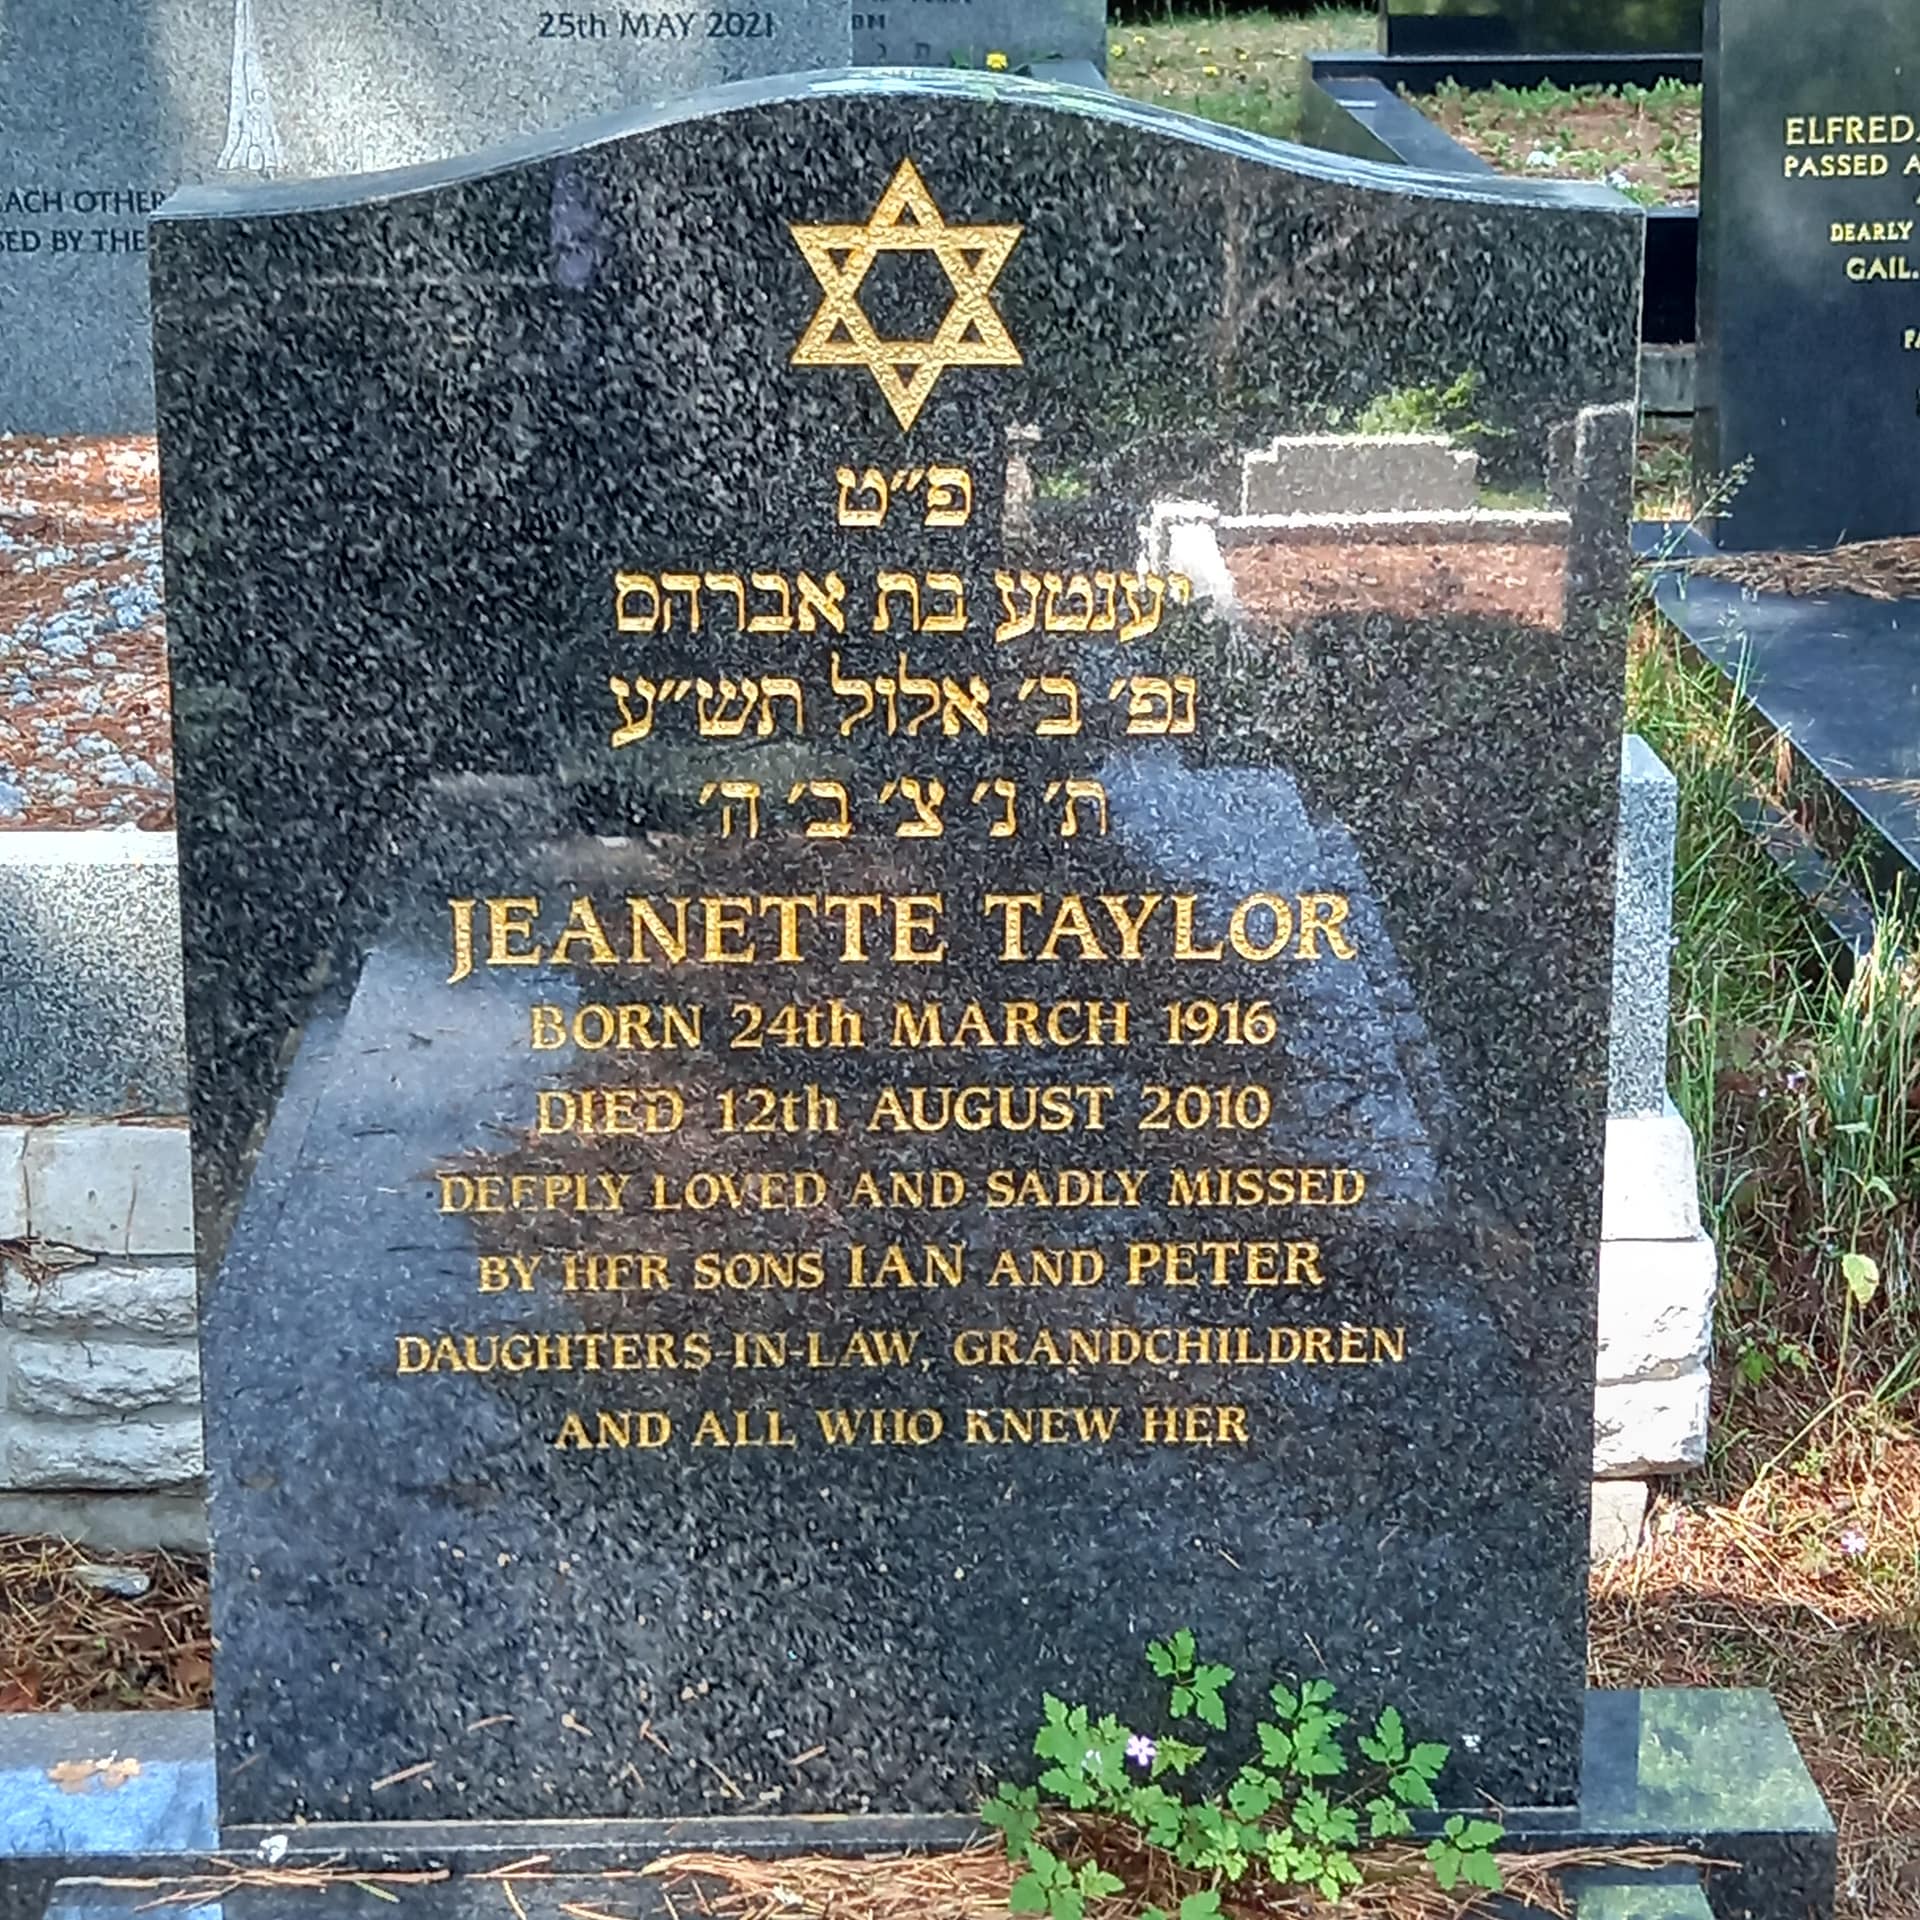 25th MAY 2021
EACH OTHER
SED BY THE
ELFRED
PASSED A
DEARLY
GAIL.
פ״ט
יענטע בת אברהם
נפ׳ ב׳ אלול תש״ע
ת׳ נ׳ צ׳ ב׳ ה׳
JEANETTE TAYLOR
BORN 24th MARCH 1916
DIED 12th AUGUST 2010
DEEPLY LOVED AND SADLY MISSED
BY HER SONS IAN AND PETER
DAUGHTERS-IN-LAW, GRANDCHILDREN
AND ALL WHO KNEW HER